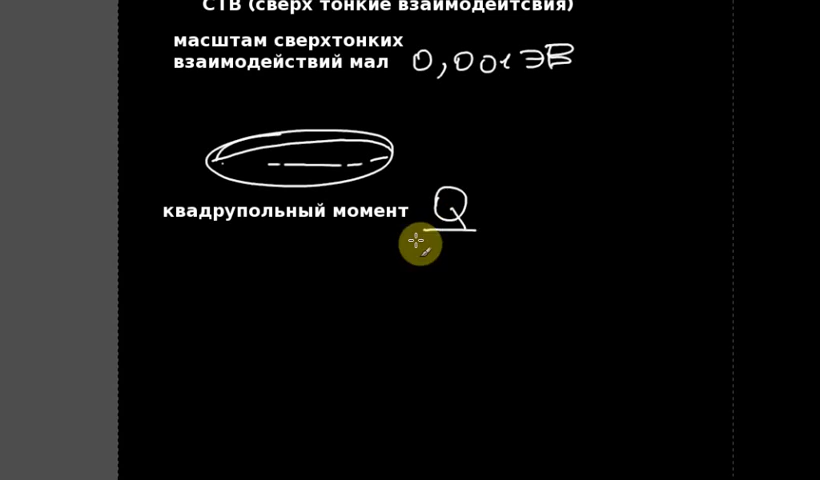 СТВ (сверх тонкие взаимодейтсвия)
масштам сверхтонких
взаимодействий мал 0,001 эВ
квадрупольный момент Q